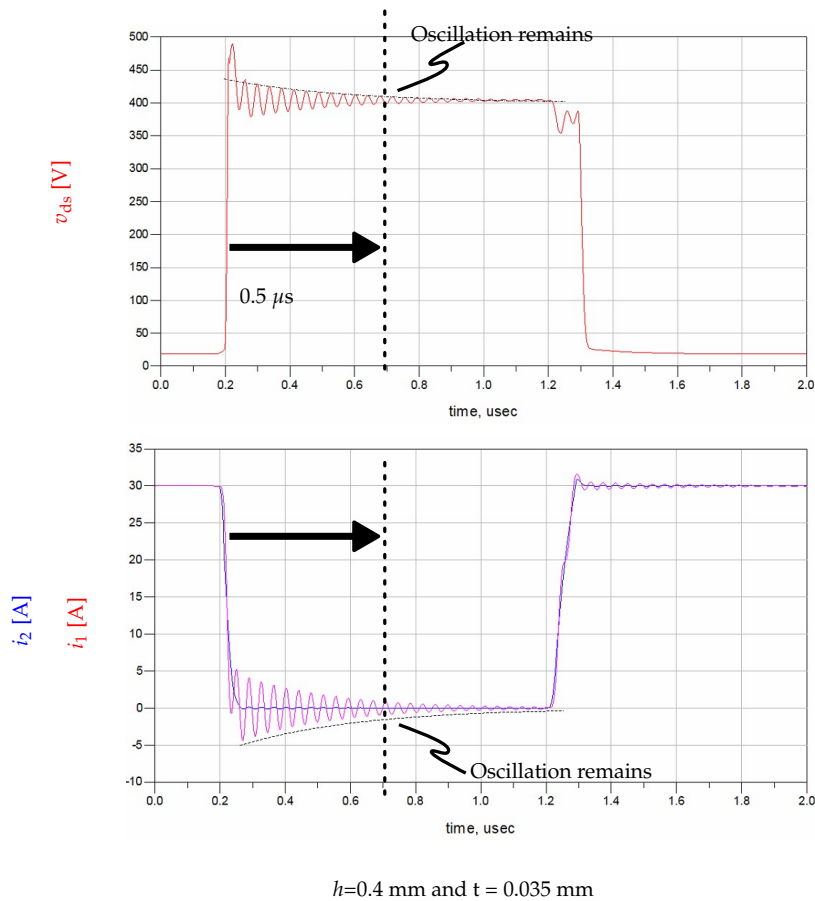 Oscillation remains
500
450
400
350
300
250
200
150
100
50
0
v_ds [V]
0.5 μs
0.0 0.2 0.4 0.6 0.8 1.0 1.2 1.4 1.6 1.8 2.0
time, usec
35
30
25
20
15
10
5
0
-5
-10
i_2 [A]
i_1 [A]
Oscillation remains
0.0 0.2 0.4 0.6 0.8 1.0 1.2 1.4 1.6 1.8 2.0
time, usec
h=0.4 mm and t = 0.035 mm